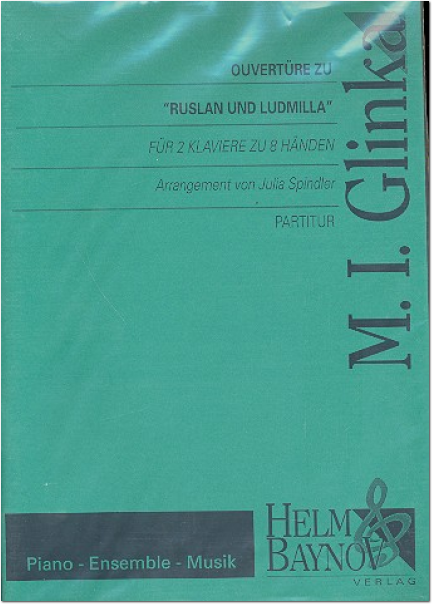 OUVERTÜRE ZU
"RUSLAN UND LUDMILLA"
FÜR 2 KLAVIERE ZU 8 HÄNDEN
Arrangement von Julia Spindler
PARTITUR
M. I. Glinka
Piano - Ensemble - Musik
HELM &
BAYNOV
VERLAG